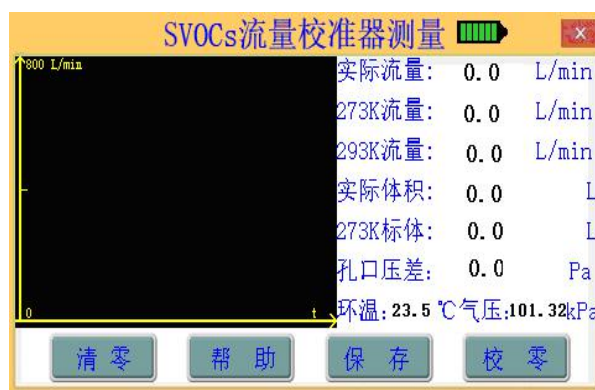 SVOCs流量校准器测量
x
800 L/min
实际流量: 0.0 L/min
273K流量: 0.0 L/min
293K流量: 0.0 L/min
实际体积: 0.0 L
273K标体: 0.0 L
孔口压差: 0.0 Pa
0 t 环温:23.5 ℃气压:101.32kPa
清零 帮助 保存 校零